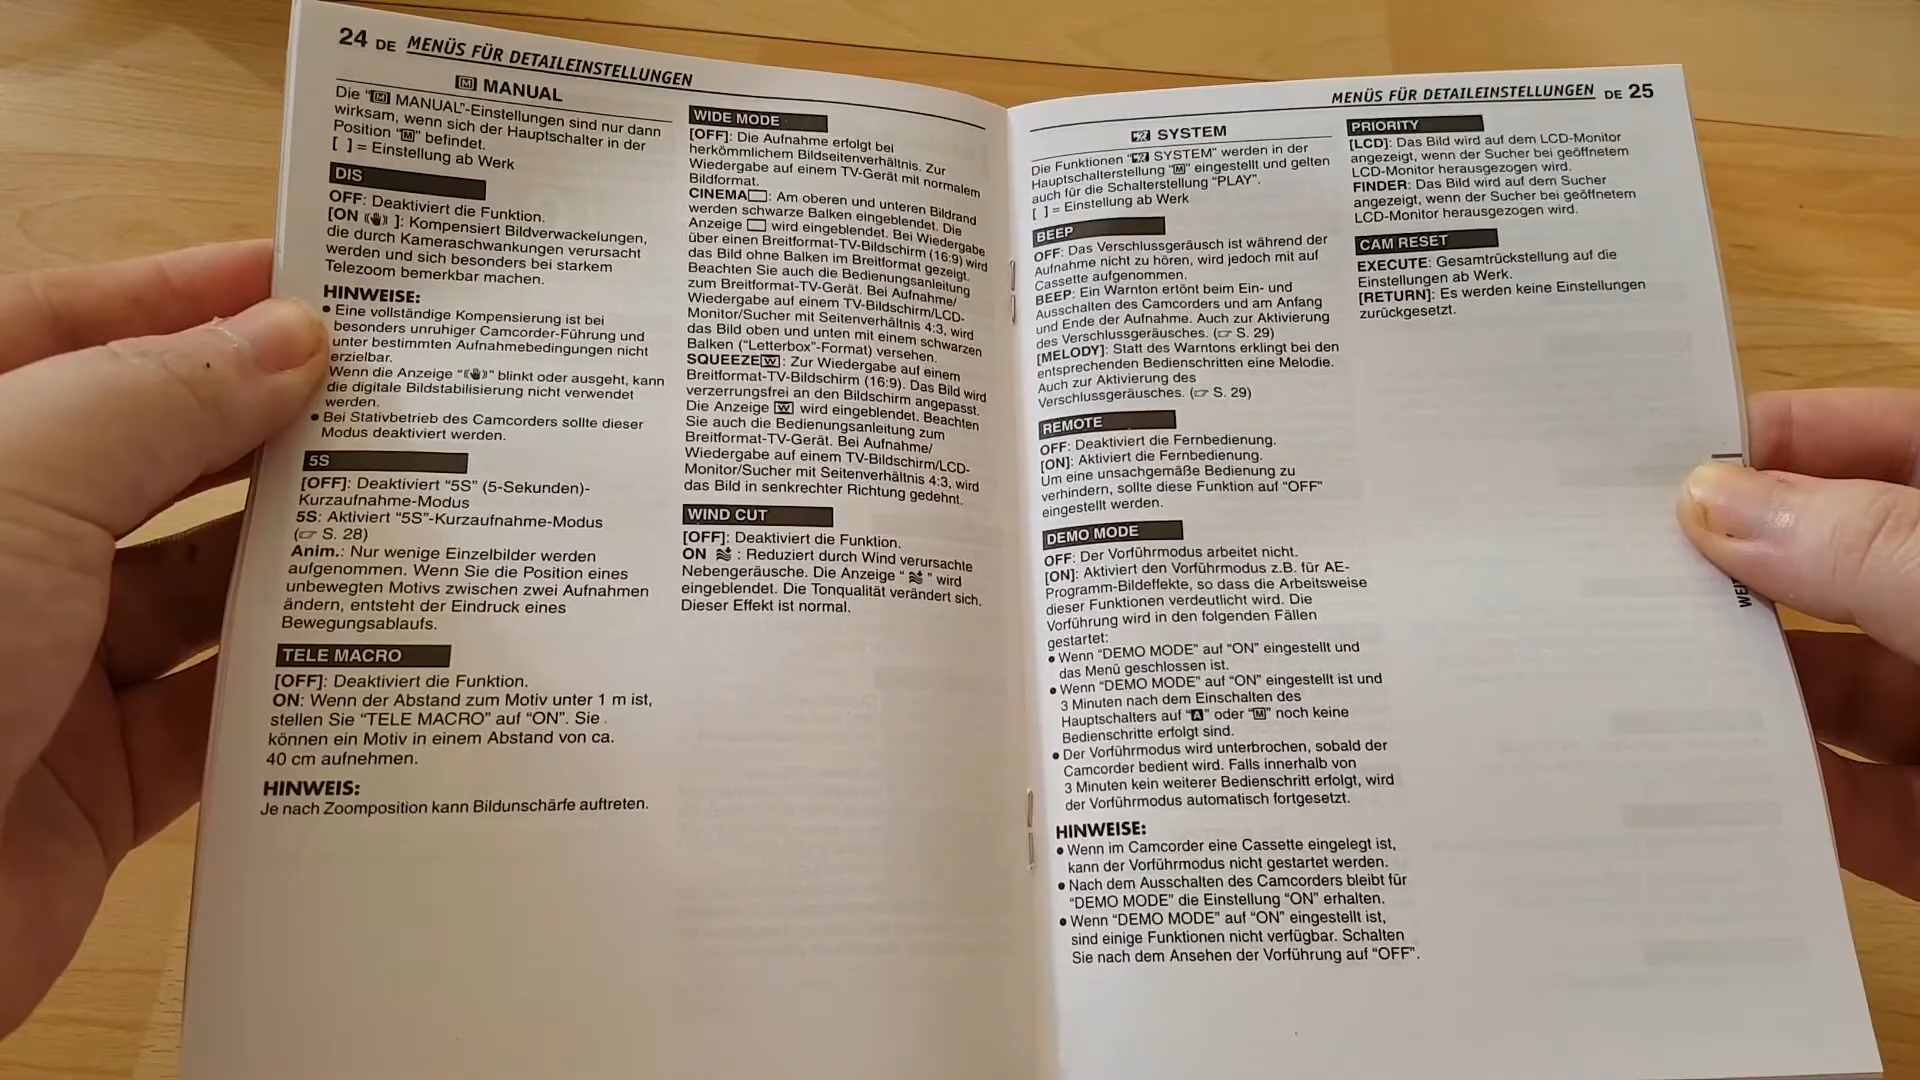 24 DE MENÜS FÜR DETAILEINSTELLUNGEN
M MANUAL
Die “M MANUAL”-Einstellungen sind nur dann
wirksam, wenn sich der Hauptschalter in der
Position “M” befindet.
[ ] = Einstellung ab Werk
DIS
OFF: Deaktiviert die Funktion.
[ON ]: Kompensiert Bildverwackelungen,
die durch Kameraschwankungen verursacht
werden und sich besonders bei starkem
Telezoom bemerkbar machen.
HINWEISE:
● Eine vollständige Kompensierung ist bei
besonders unruhiger Camcorder-Führung und
unter bestimmten Aufnahmebedingungen nicht
erzielbar.
Wenn die Anzeige “ ” blinkt oder ausgeht, kann
die digitale Bildstabilisierung nicht verwendet
werden.
● Bei Stativbetrieb des Camcorders sollte dieser
Modus deaktiviert werden.
5S
[OFF]: Deaktiviert “5S” (5-Sekunden)-
Kurzaufnahme-Modus
5S: Aktiviert “5S”-Kurzaufnahme-Modus
(☞ S. 28)
Anim.: Nur wenige Einzelbilder werden
aufgenommen. Wenn Sie die Position eines
unbewegten Motivs zwischen zwei Aufnahmen
ändern, entsteht der Eindruck eines
Bewegungsablaufs.
TELE MACRO
[OFF]: Deaktiviert die Funktion.
ON: Wenn der Abstand zum Motiv unter 1 m ist,
stellen Sie “TELE MACRO” auf “ON”. Sie
können ein Motiv in einem Abstand von ca.
40 cm aufnehmen.
HINWEIS:
Je nach Zoomposition kann Bildunschärfe auftreten.
WIDE MODE
[OFF]: Die Aufnahme erfolgt bei
herkömmlichem Bildseitenverhältnis. Zur
Wiedergabe auf einem TV-Gerät mit normalem
Bildformat.
CINEMA: Am oberen und unteren Bildrand
werden schwarze Balken eingeblendet. Die
Anzeige wird eingeblendet. Bei Wiedergabe
über einen Breitformat-TV-Bildschirm (16:9) wird
das Bild ohne Balken im Breitformat gezeigt.
Beachten Sie auch die Bedienungsanleitung
zum Breitformat-TV-Gerät. Bei Aufnahme/
Wiedergabe auf einem TV-Bildschirm/LCD-
Monitor/Sucher mit Seitenverhältnis 4:3, wird
das Bild oben und unten mit einem schwarzen
Balken (“Letterbox”-Format) versehen.
SQUEEZE W: Zur Wiedergabe auf einem
Breitformat-TV-Bildschirm (16:9). Das Bild wird
verzerrungsfrei an den Bildschirm angepasst.
Die Anzeige W wird eingeblendet. Beachten
Sie auch die Bedienungsanleitung zum
Breitformat-TV-Gerät. Bei Aufnahme/
Wiedergabe auf einem TV-Bildschirm/LCD-
Monitor/Sucher mit Seitenverhältnis 4:3, wird
das Bild in senkrechter Richtung gedehnt.
WIND CUT
[OFF]: Deaktiviert die Funktion.
ON : Reduziert durch Wind verursachte
Nebengeräusche. Die Anzeige “ ” wird
eingeblendet. Die Tonqualität verändert sich.
Dieser Effekt ist normal.
MENÜS FÜR DETAILEINSTELLUNGEN DE 25
SYSTEM
Die Funktionen “ SYSTEM” werden in der
Hauptschalterstellung “M” eingestellt und gelten
auch für die Schalterstellung “PLAY”.
[ ] = Einstellung ab Werk
BEEP
OFF: Das Verschlussgeräusch ist während der
Aufnahme nicht zu hören, wird jedoch mit auf
Cassette aufgenommen.
BEEP: Ein Warnton ertönt beim Ein- und
Ausschalten des Camcorders und am Anfang
und Ende der Aufnahme. Auch zur Aktivierung
des Verschlussgeräusches. (☞ S. 29)
[MELODY]: Statt des Warntons erklingt bei den
entsprechenden Bedienschritten eine Melodie.
Auch zur Aktivierung des
Verschlussgeräusches. (☞ S. 29)
REMOTE
OFF: Deaktiviert die Fernbedienung.
[ON]: Aktiviert die Fernbedienung.
Um eine unsachgemäße Bedienung zu
verhindern, sollte diese Funktion auf “OFF”
eingestellt werden.
DEMO MODE
OFF: Der Vorführmodus arbeitet nicht.
[ON]: Aktiviert den Vorführmodus z.B. für AE-
Programm-Bildeffekte, so dass die Arbeitsweise
dieser Funktionen verdeutlicht wird. Die
Vorführung wird in den folgenden Fällen
gestartet:
● Wenn “DEMO MODE” auf “ON” eingestellt und
das Menü geschlossen ist.
● Wenn “DEMO MODE” auf “ON” eingestellt ist und
3 Minuten nach dem Einschalten des
Hauptschalters auf “A” oder “M” noch keine
Bedienschritte erfolgt sind.
● Der Vorführmodus wird unterbrochen, sobald der
Camcorder bedient wird. Falls innerhalb von
3 Minuten kein weiterer Bedienschritt erfolgt, wird
der Vorführmodus automatisch fortgesetzt.
HINWEISE:
● Wenn im Camcorder eine Cassette eingelegt ist,
kann der Vorführmodus nicht gestartet werden.
● Nach dem Ausschalten des Camcorders bleibt für
“DEMO MODE” die Einstellung “ON” erhalten.
● Wenn “DEMO MODE” auf “ON” eingestellt ist,
sind einige Funktionen nicht verfügbar. Schalten
Sie nach dem Ansehen der Vorführung auf “OFF”.
PRIORITY
[LCD]: Das Bild wird auf dem LCD-Monitor
angezeigt, wenn der Sucher bei geöffnetem
LCD-Monitor herausgezogen wird.
FINDER: Das Bild wird auf dem Sucher
angezeigt, wenn der Sucher bei geöffnetem
LCD-Monitor herausgezogen wird.
CAM RESET
EXECUTE: Gesamtrückstellung auf die
Einstellungen ab Werk.
[RETURN]: Es werden keine Einstellungen
zurückgesetzt.